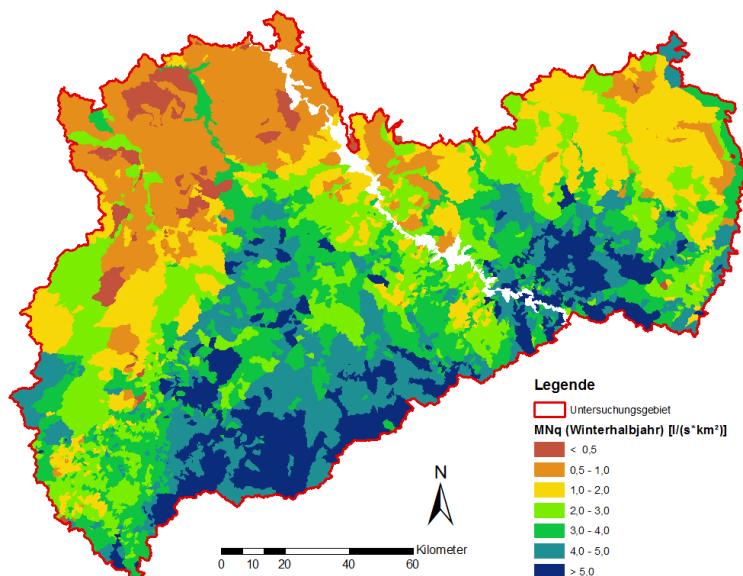 Legende
Untersuchungsgebiet
MNq (Winterhalbjahr) [l/(s*km²)]
< 0,5
0,5 - 1,0
1,0 - 2,0
2,0 - 3,0
3,0 - 4,0
4,0 - 5,0
> 5,0
N
Kilometer
0 10 20 40 60